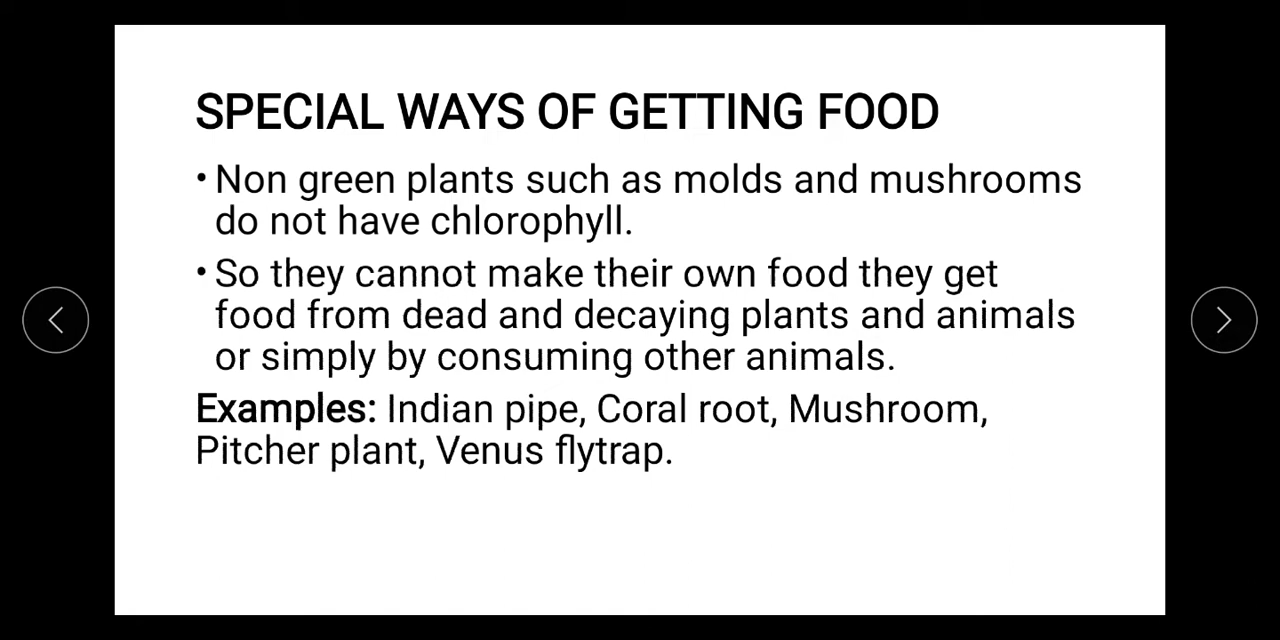 SPECIAL WAYS OF GETTING FOOD
• Non green plants such as molds and mushrooms
do not have chlorophyll.
• So they cannot make their own food they get
food from dead and decaying plants and animals
or simply by consuming other animals.
Examples: Indian pipe, Coral root, Mushroom,
Pitcher plant, Venus flytrap.